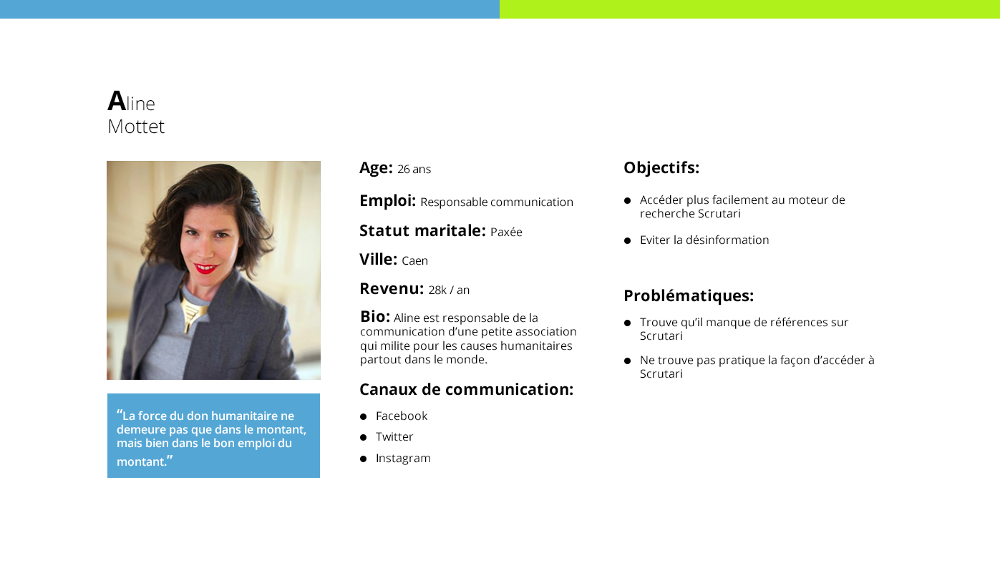 Aline
Mottet
“La force du don humanitaire ne
demeure pas que dans le montant,
mais bien dans le bon emploi du
montant.”
Age: 26 ans
Emploi: Responsable communication
Statut maritale: Paxée
Ville: Caen
Revenu: 28k / an
Bio: Aline est responsable de la
communication d’une petite association
qui milite pour les causes humanitaires
partout dans le monde.
Canaux de communication:
● Facebook
● Twitter
● Instagram
Objectifs:
● Accéder plus facilement au moteur de
recherche Scrutari
● Eviter la désinformation
Problématiques:
● Trouve qu’il manque de références sur
Scrutari
● Ne trouve pas pratique la façon d’accéder à
Scrutari